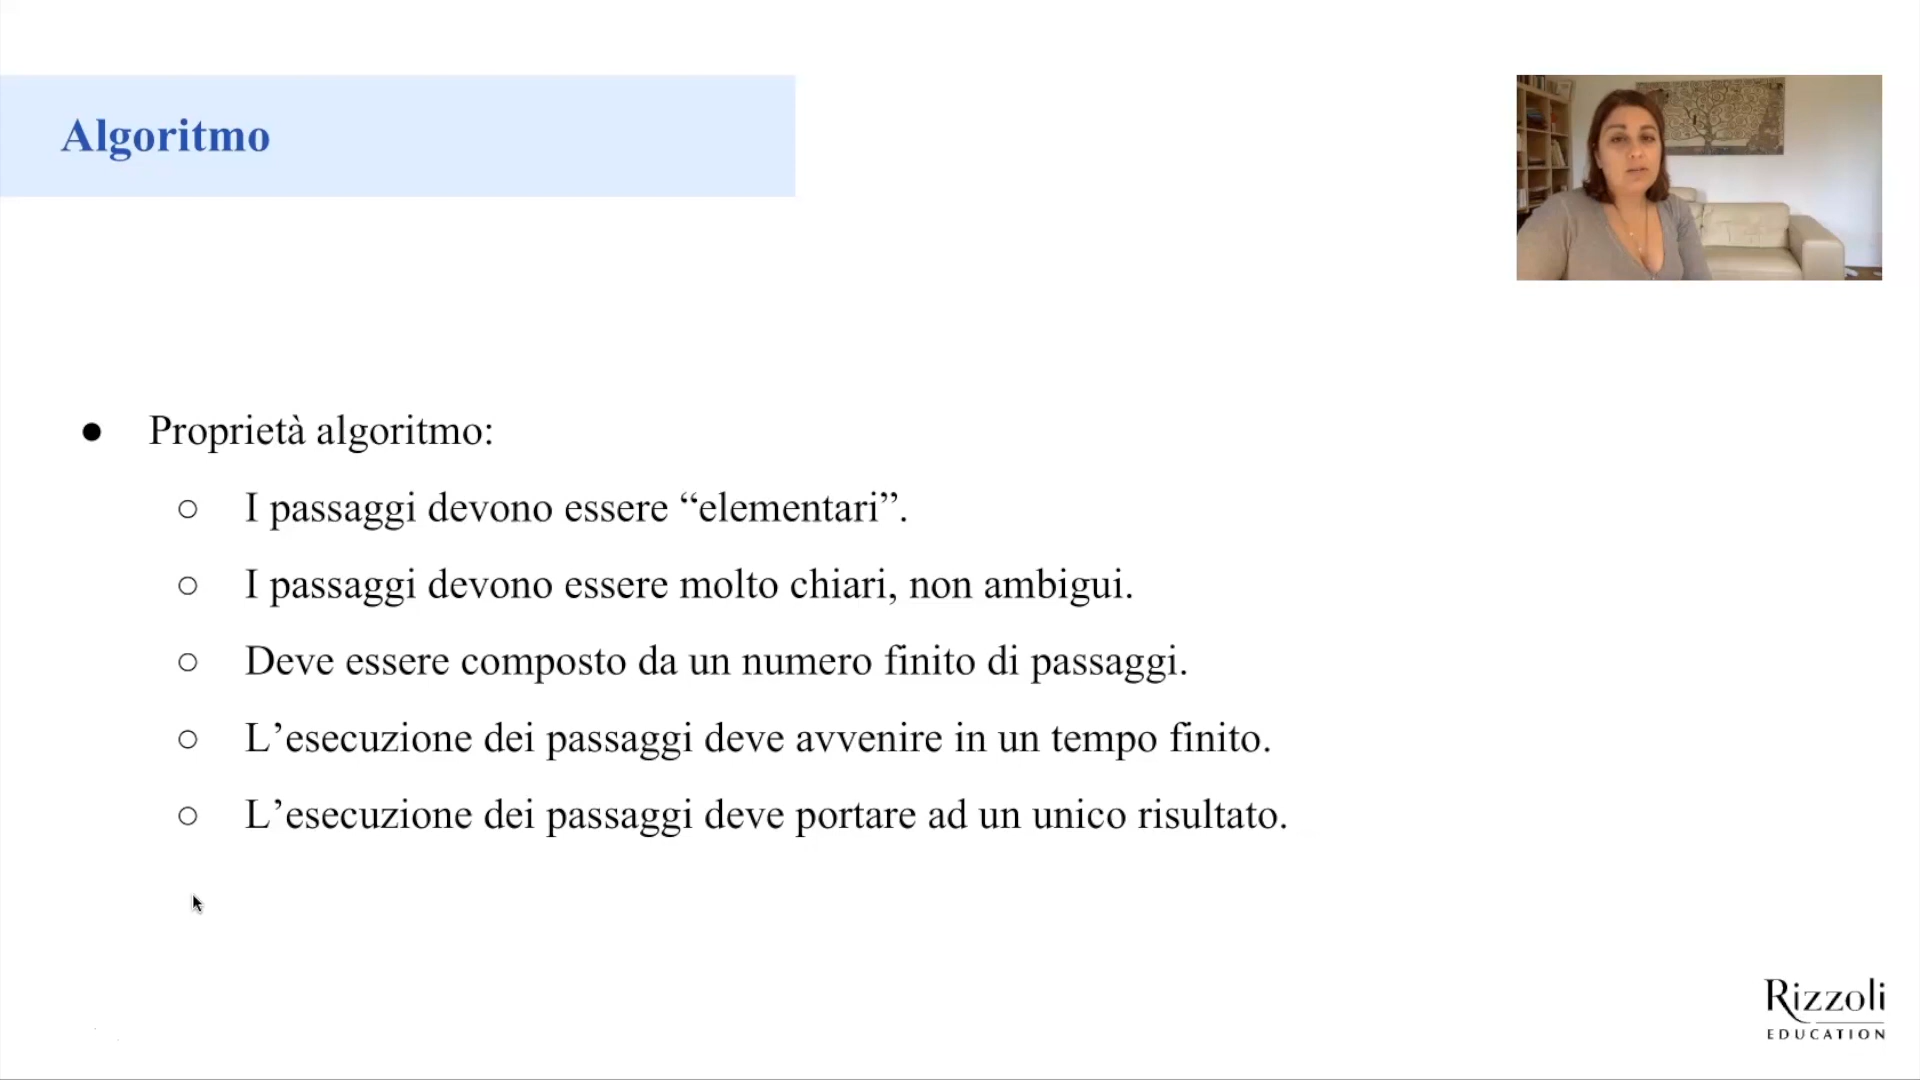 Algoritmo
● Proprietà algoritmo:
○ I passaggi devono essere “elementari”.
○ I passaggi devono essere molto chiari, non ambigui.
○ Deve essere composto da un numero finito di passaggi.
○ L’esecuzione dei passaggi deve avvenire in un tempo finito.
○ L’esecuzione dei passaggi deve portare ad un unico risultato.
Rizzoli
EDUCATION